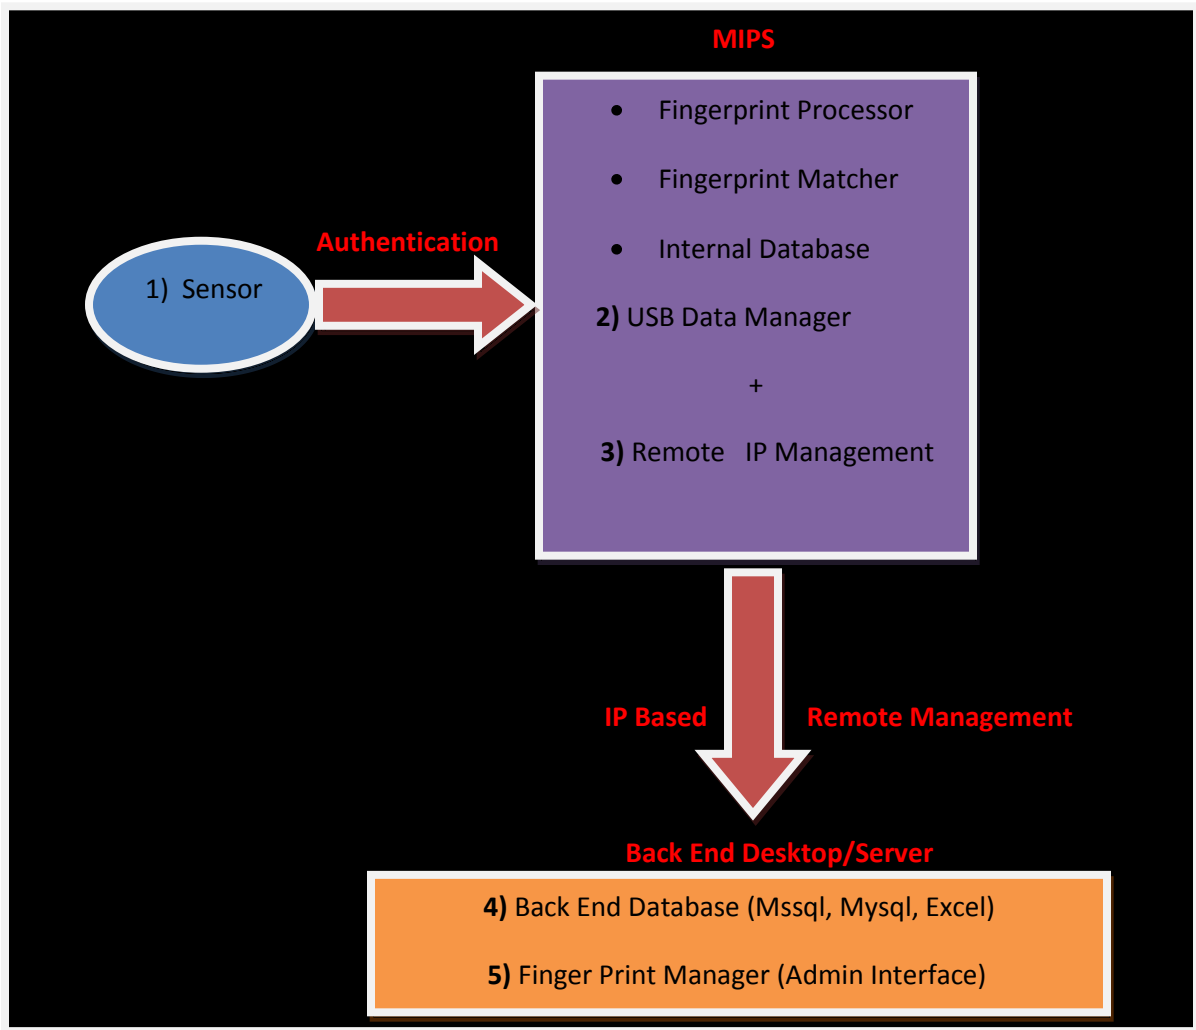 MIPS
• Fingerprint Processor
• Fingerprint Matcher
• Internal Database
2) USB Data Manager
+
3) Remote IP Management
Authentication
1) Sensor
IP Based Remote Management
Back End Desktop/Server
4) Back End Database (Mssql, Mysql, Excel)
5) Finger Print Manager (Admin Interface)